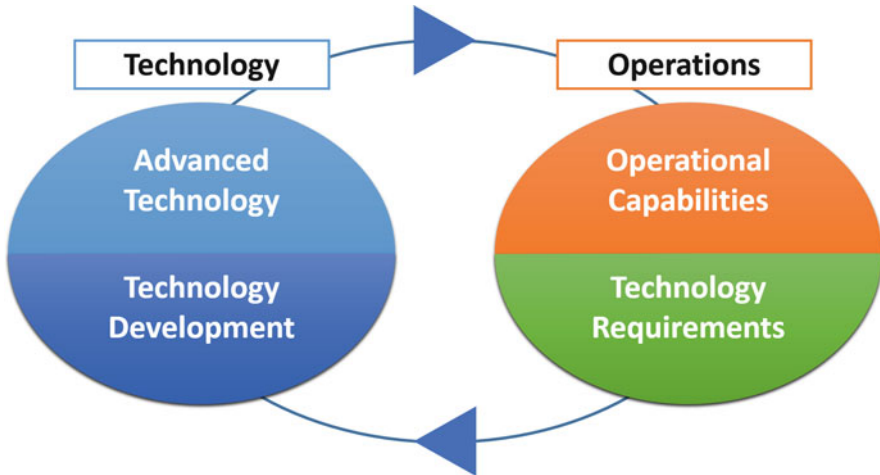 Technology
Operations
Advanced
Technology
Operational
Capabilities
Technology
Development
Technology
Requirements